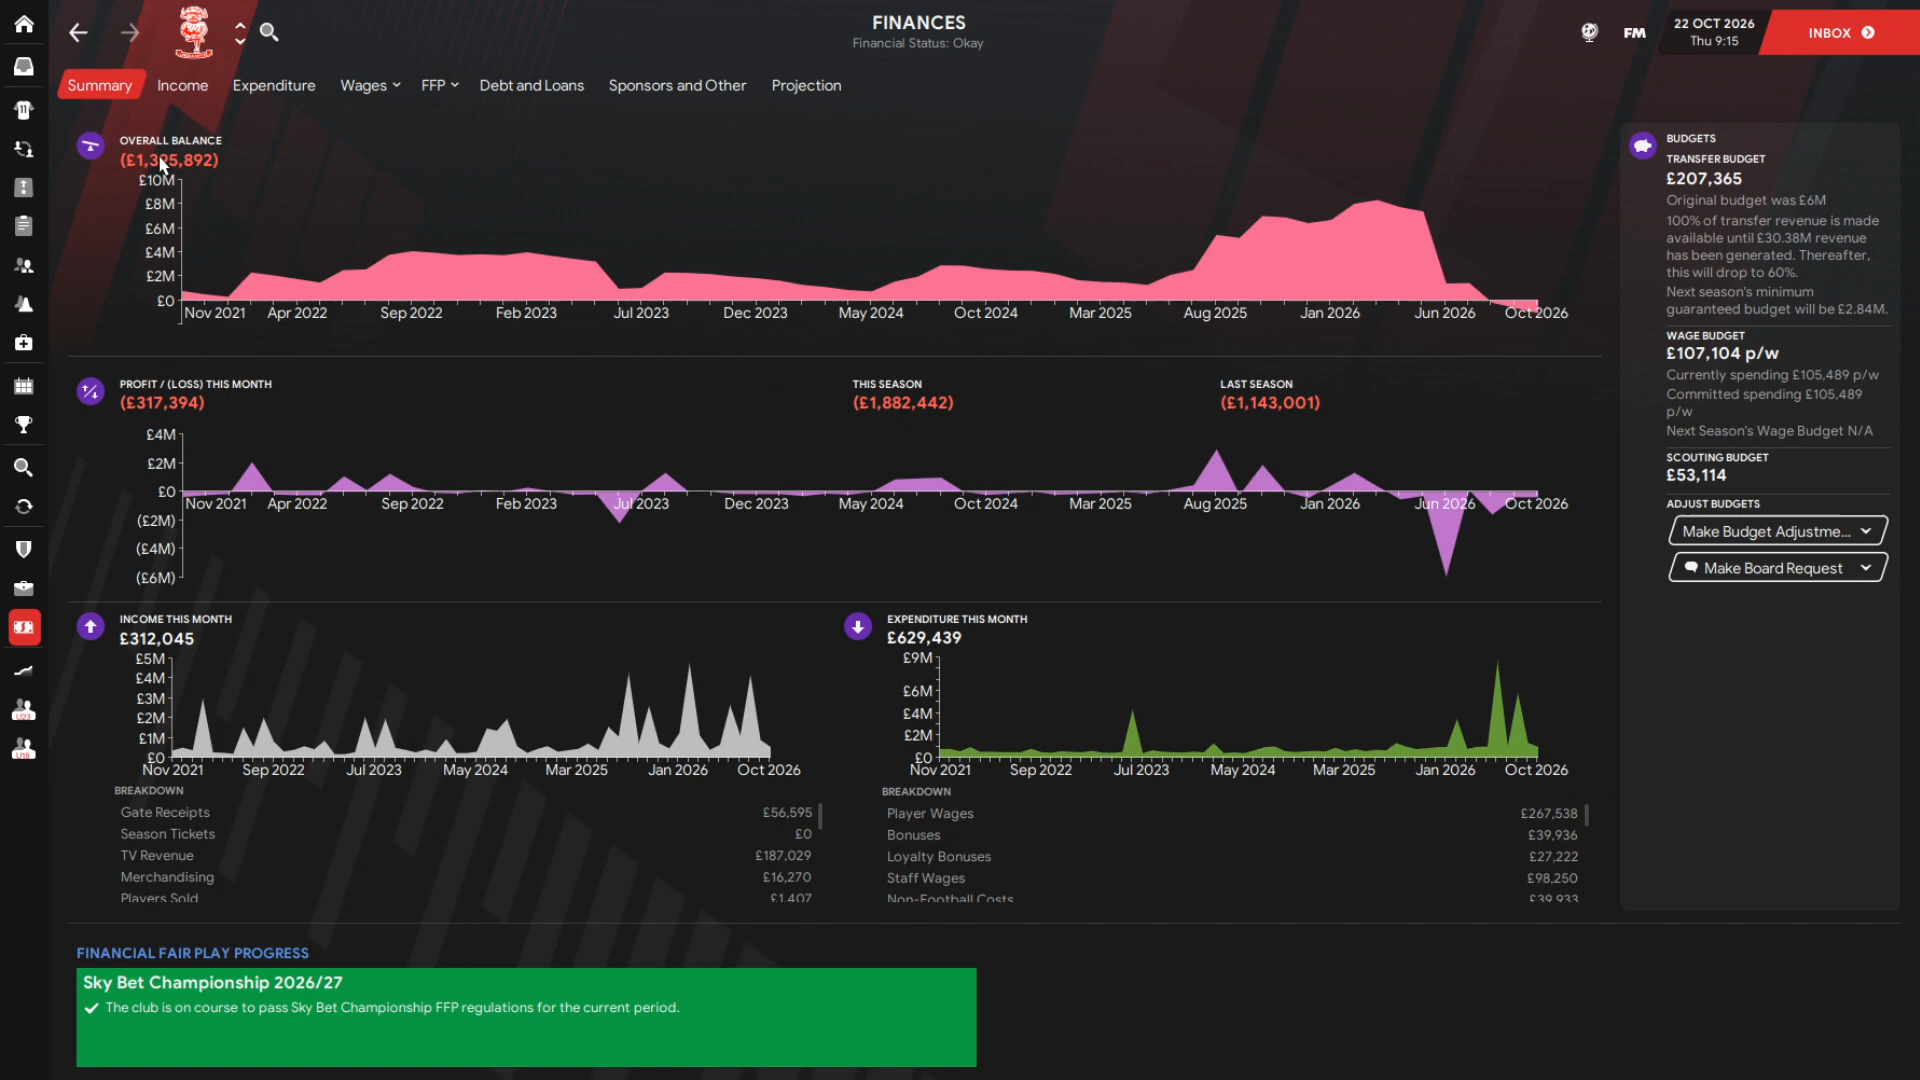 FINANCES
Financial Status: Okay
FM
22 OCT 2026
Thu 9:15
INBOX
Summary
Income
Expenditure
Wages
FFP
Debt and Loans
Sponsors and Other
Projection
OVERALL BALANCE
£10M
£8M
£6M
£4M
£2M
£0
Nov 2021 Apr 2022 Sep 2022 Feb 2023 Jul 2023 Dec 2023 May 2024 Oct 2024 Mar 2025 Aug 2025 Jan 2026 Jun 2026 Oct 2026
PROFIT / (LOSS) THIS MONTH
(£317,394)
THIS SEASON
(£1,882,442)
LAST SEASON
(£1,143,001)
£4M
£2M
£0
(£2M)
(£4M)
(£6M)
Nov 2021 Apr 2022 Sep 2022 Feb 2023 Jul 2023 Dec 2023 May 2024 Oct 2024 Mar 2025 Aug 2025 Jan 2026 Jun 2026 Oct 2026
INCOME THIS MONTH
£312,045
£5M
£4M
£3M
£2M
£1M
£0
Nov 2021 Sep 2022 Jul 2023 May 2024 Mar 2025 Jan 2026 Oct 2026
BREAKDOWN
Gate Receipts £56,595
Season Tickets £0
TV Revenue £187,029
Merchandising £16,270
Players Sold £1,407
EXPENDITURE THIS MONTH
£629,439
£9M
£6M
£4M
£2M
£0
Nov 2021 Sep 2022 Jul 2023 May 2024 Mar 2025 Jan 2026 Oct 2026
BREAKDOWN
Player Wages £267,538
Bonuses £39,936
Loyalty Bonuses £27,222
Staff Wages £98,250
Non-Football Costs £39,933
BUDGETS
TRANSFER BUDGET
£207,365
Original budget was £6M
100% of transfer revenue is made
available until £30.38M revenue
has been generated. Thereafter,
this will drop to 60%.
Next season's minimum
guaranteed budget will be £2.84M.
WAGE BUDGET
£107,104 p/w
Currently spending £105,489 p/w
Committed spending £105,489
p/w
Next Season's Wage Budget N/A
SCOUTING BUDGET
£53,114
ADJUST BUDGETS
Make Budget Adjustme...
Make Board Request
FINANCIAL FAIR PLAY PROGRESS
Sky Bet Championship 2026/27
The club is on course to pass Sky Bet Championship FFP regulations for the current period.
U23
U18